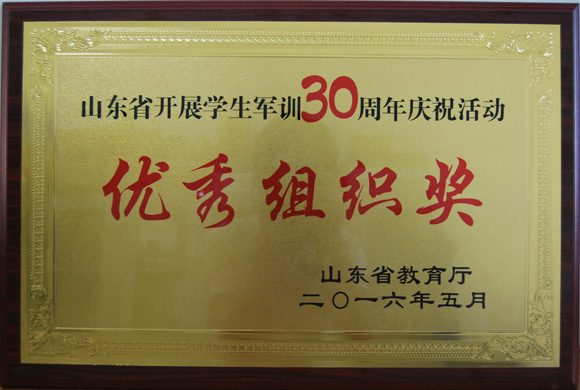 山东省开展学生军训30周年庆祝活动
优秀组织奖
山东省教育厅
二〇一六年五月